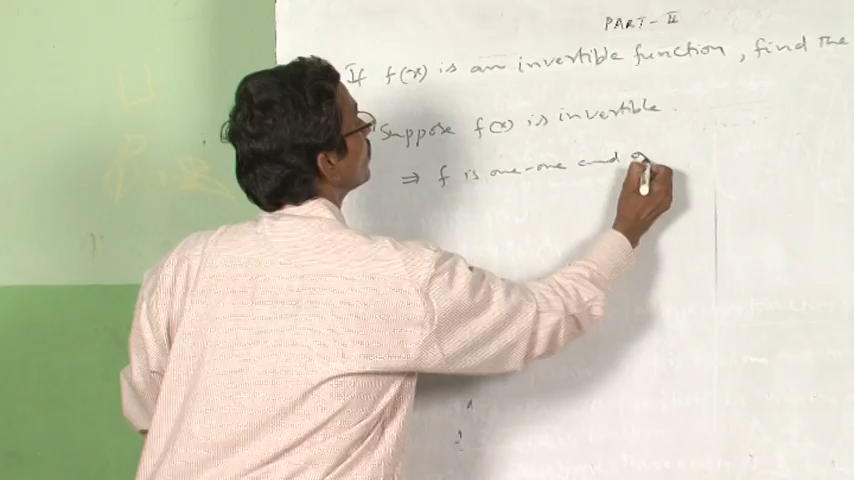 PART-II
If f(x) is an invertible function, find the
Suppose f(x) is invertible.
⇒ f is one-one and o